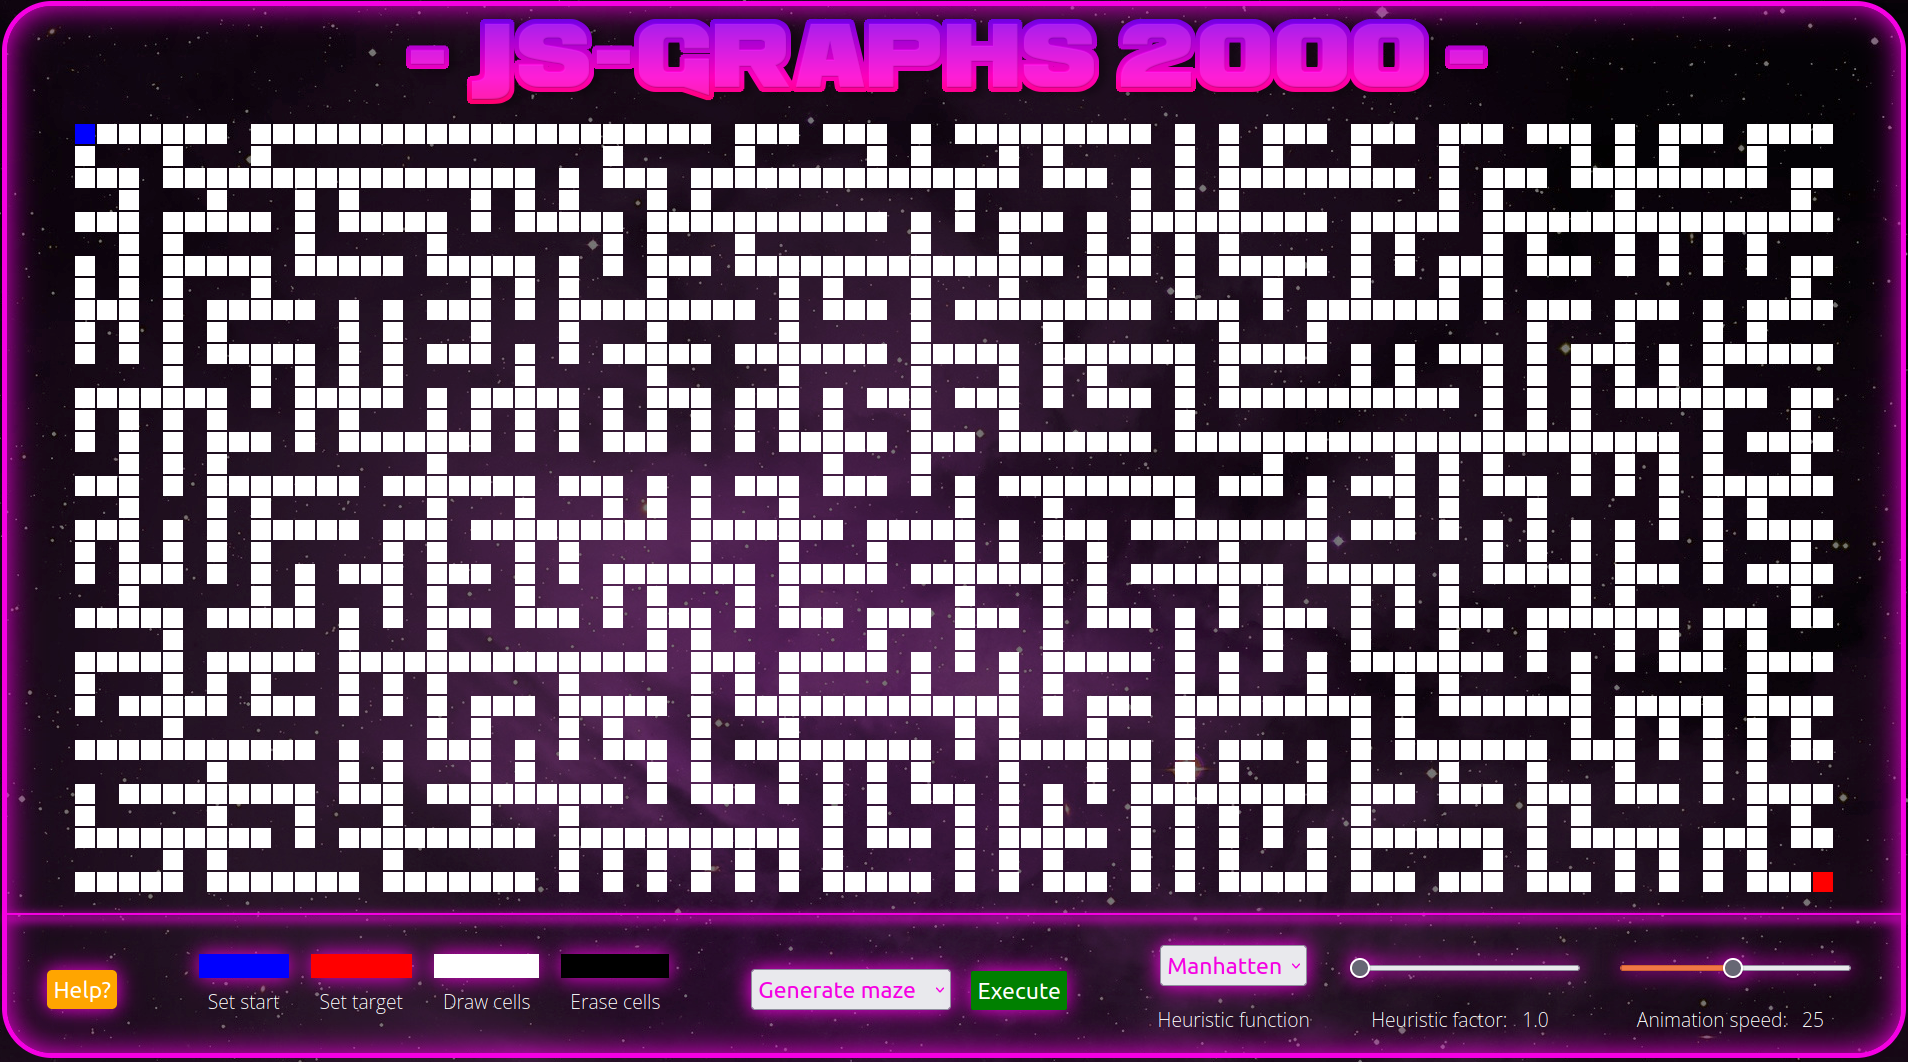 - JS-GRAPHS 2000 -
Help?
Set start
Set target
Draw cells
Erase cells
Generate maze
Execute
Manhatten
Heuristic function
Heuristic factor: 1.0
Animation speed: 25